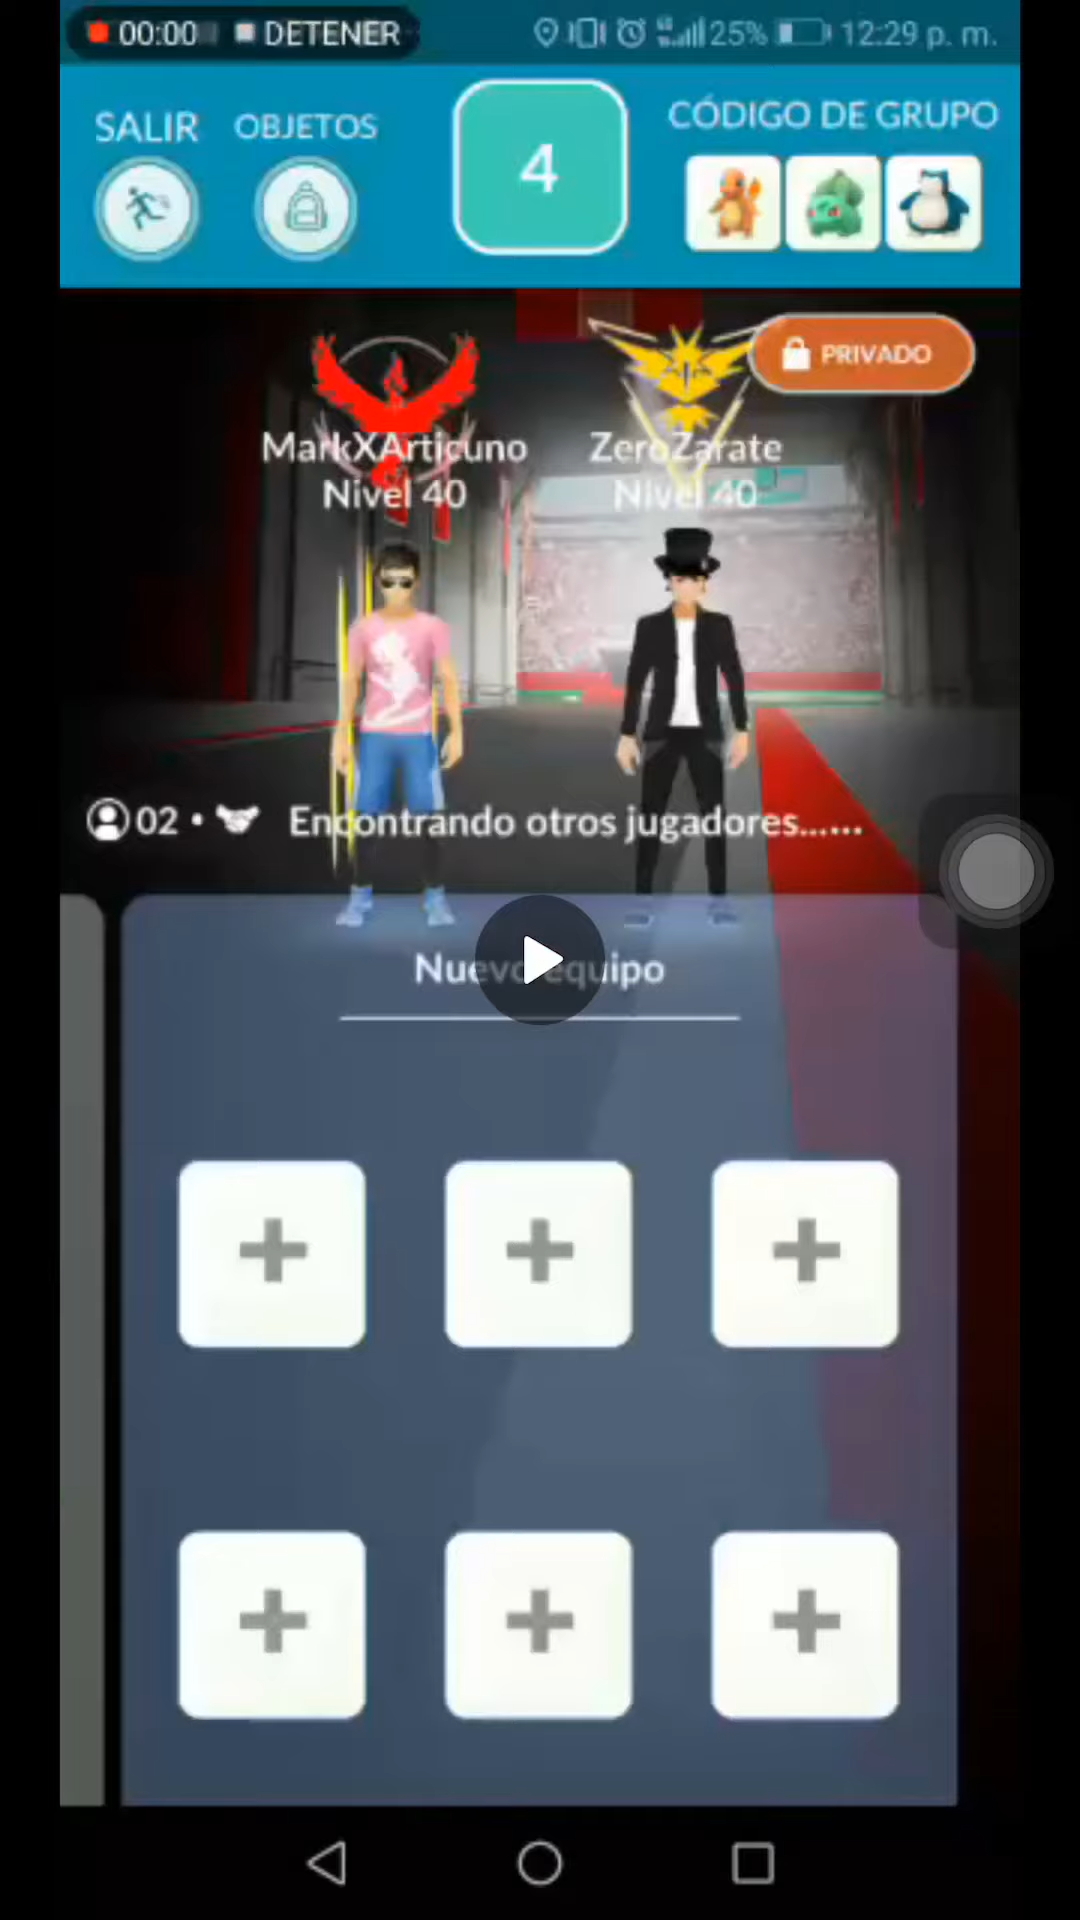 00:00 DETENER 25% 12:29 p. m.
SALIR OBJETOS 4 CÓDIGO DE GRUPO
PRIVADO
MarkXArticuno ZeroZarate
Nivel 40 Nivel 40
02 • Encontrando otros jugadores......
Nuevo equipo